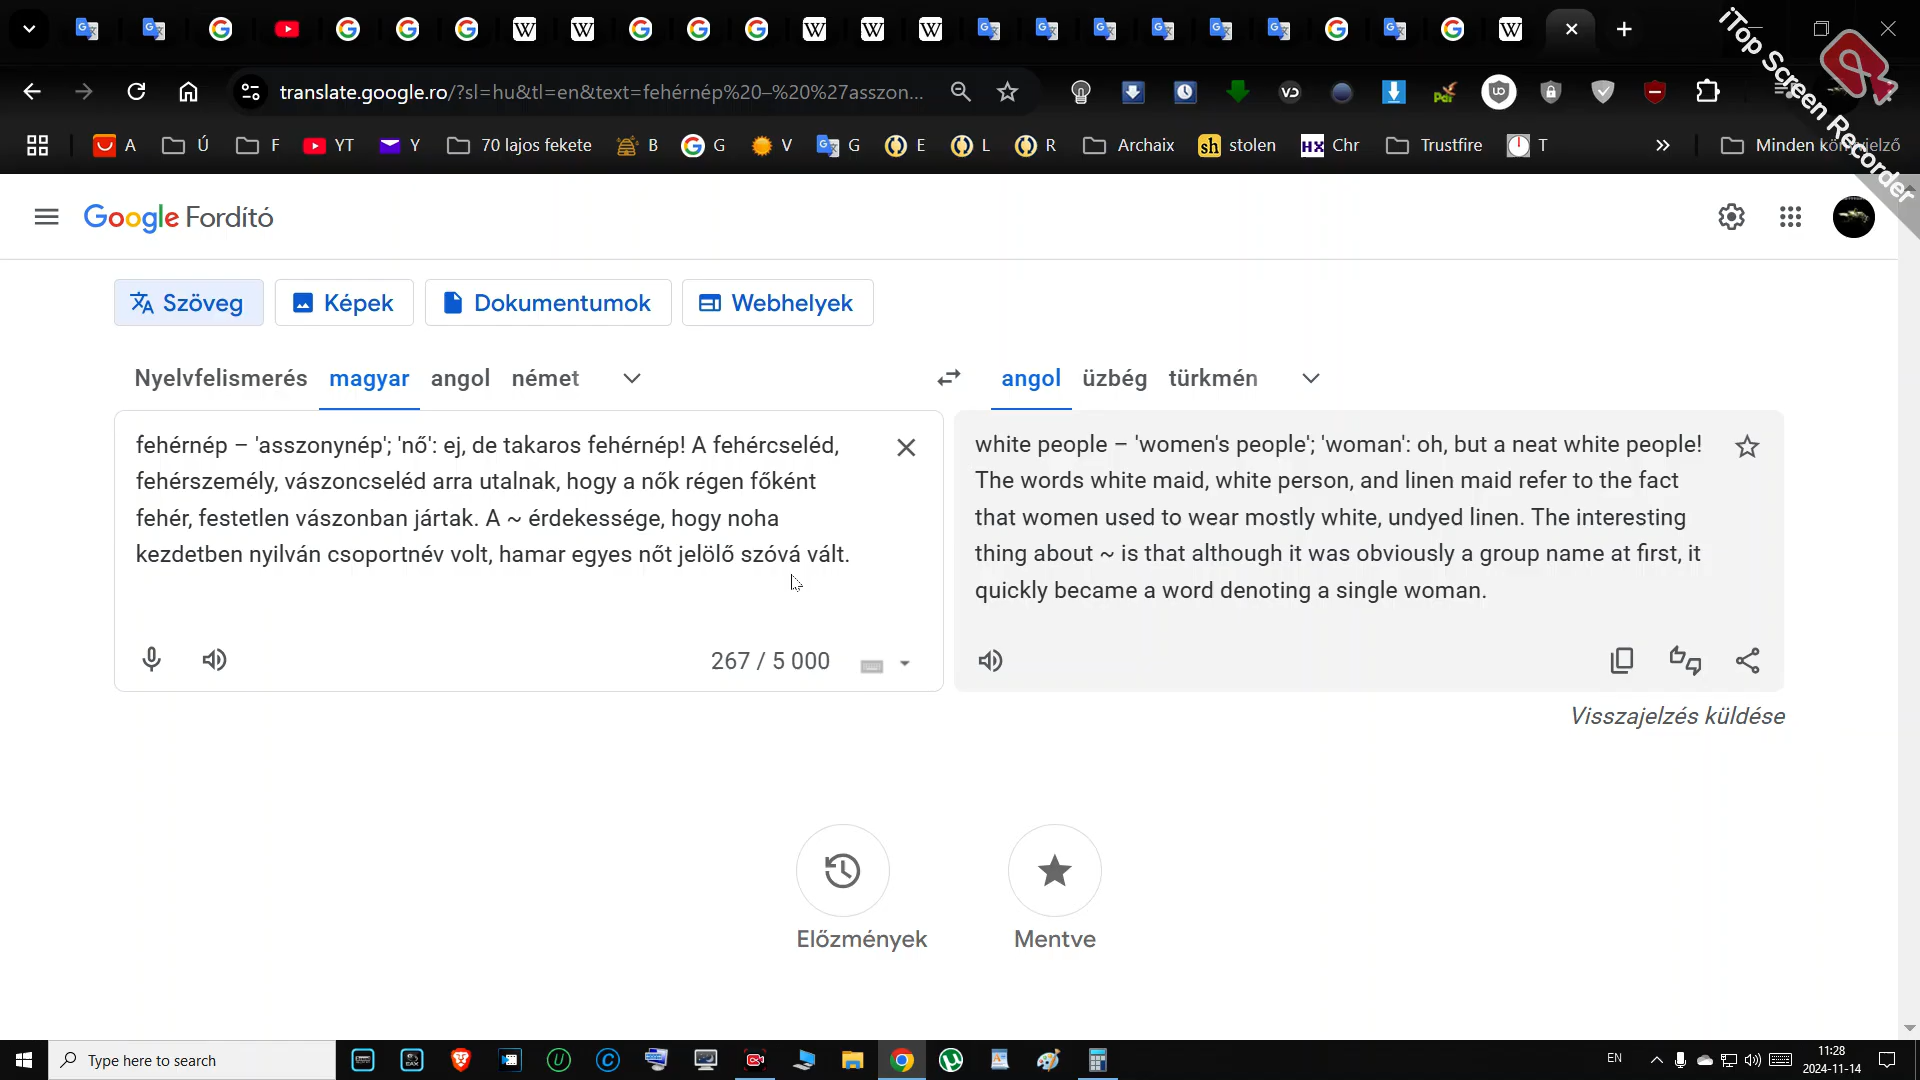 translate.google.ro/?sl=hu&tl=en&text=fehérnép%20–%20%27asszon...
A Ú F YT Y 70 lajos fekete B G V G E L R Archaix stolen Chr Trustfire T » Minden kön
iTop Screen Recorder
Google Fordító
Szöveg Képek Dokumentumok Webhelyek
Nyelvfelismerés magyar angol német
angol üzbég türkmén
fehérnép – 'asszonynép'; 'nő': ej, de takaros fehérnép! A fehércseléd,
fehérszemély, vászoncseléd arra utalnak, hogy a nők régen főként
fehér, festetlen vászonban jártak. A ~ érdekessége, hogy noha
kezdetben nyilván csoportnév volt, hamar egyes nőt jelölő szóvá vált.
267 / 5 000
white people – 'women's people'; 'woman': oh, but a neat white people!
The words white maid, white person, and linen maid refer to the fact
that women used to wear mostly white, undyed linen. The interesting
thing about ~ is that although it was obviously a group name at first, it
quickly became a word denoting a single woman.
Visszajelzés küldése
Előzmények Mentve
Type here to search
EN
11:28
2024-11-14